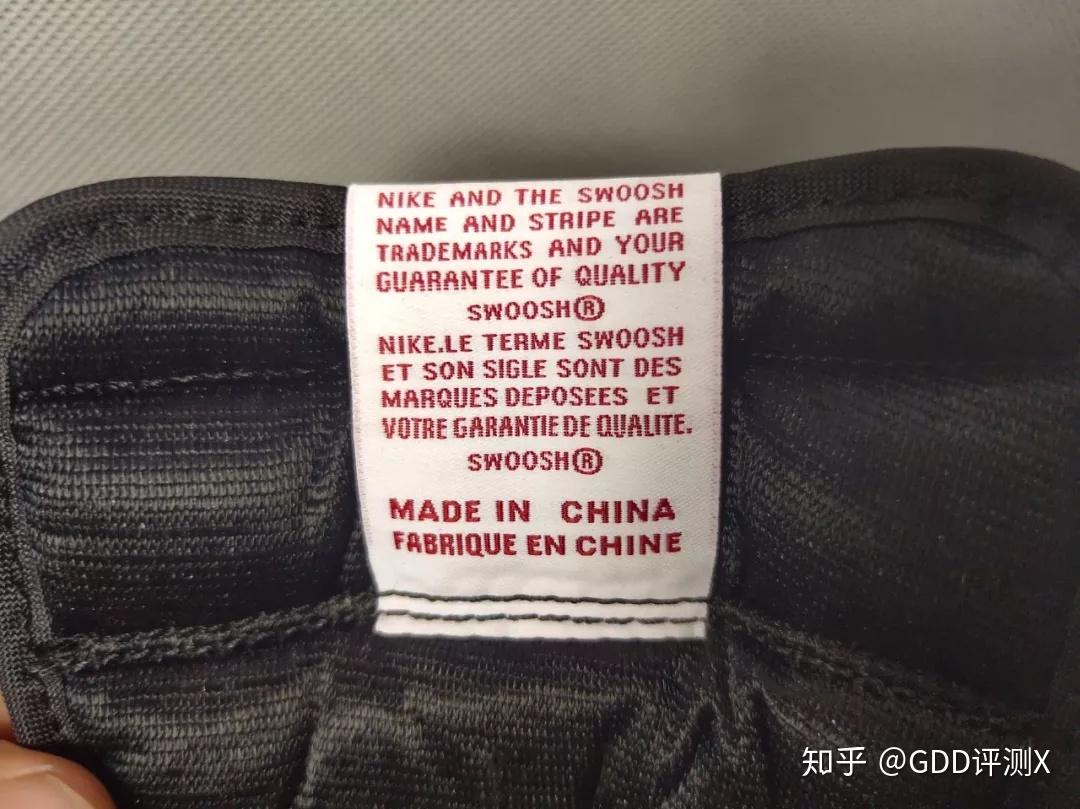 NIKE AND THE SWOOSH
NAME AND STRIPE ARE
TRADEMARKS AND YOUR
GUARANTEE OF QUALITY
SWOOSH®
NIKE.LE TERME SWOOSH
ET SON SIGLE SONT DES
MARQUES DEPOSEES ET
VOTRE GARANTIE DE QUALITE.
SWOOSH®
MADE IN CHINA
FABRIQUE EN CHINE
知乎 @GDD评测X